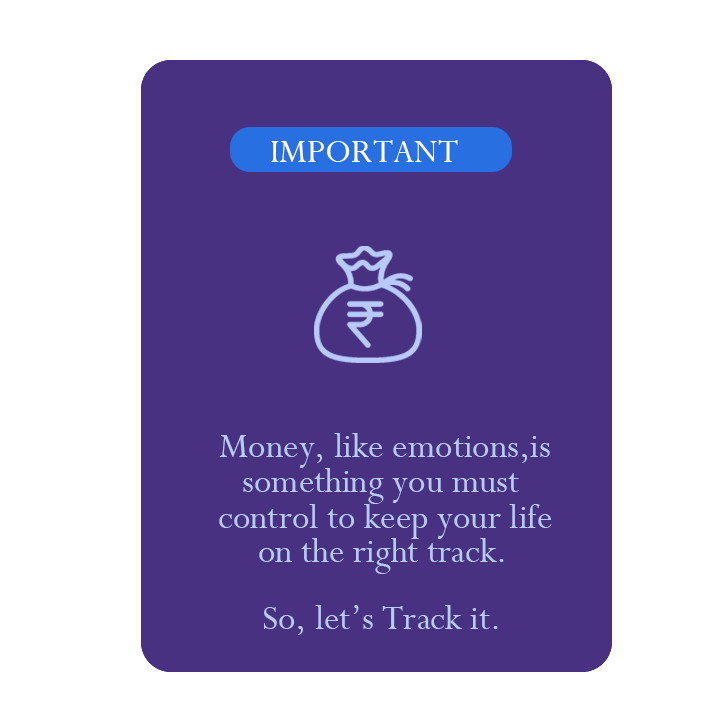 IMPORTANT
₹
Money, like emotions,is
something you must
control to keep your life
on the right track.
So, let’s Track it.